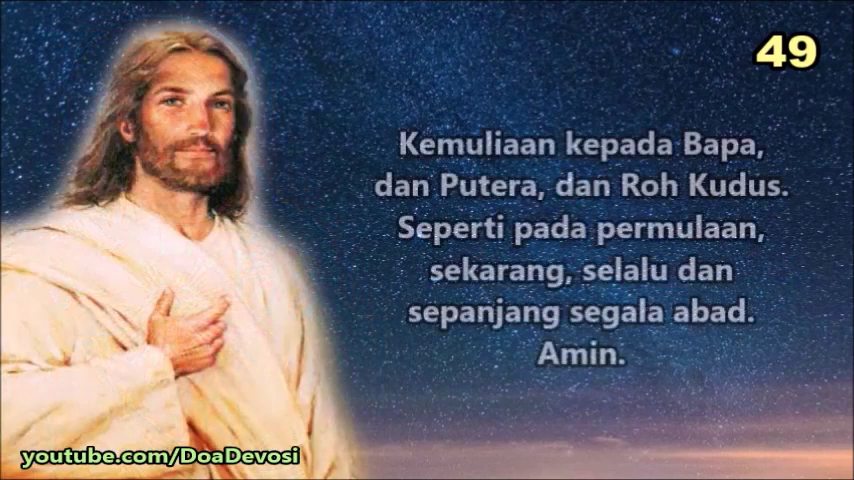 49
Kemuliaan kepada Bapa,
dan Putera, dan Roh Kudus.
Seperti pada permulaan,
sekarang, selalu dan
sepanjang segala abad.
Amin.
youtube.com/DoaDevosi